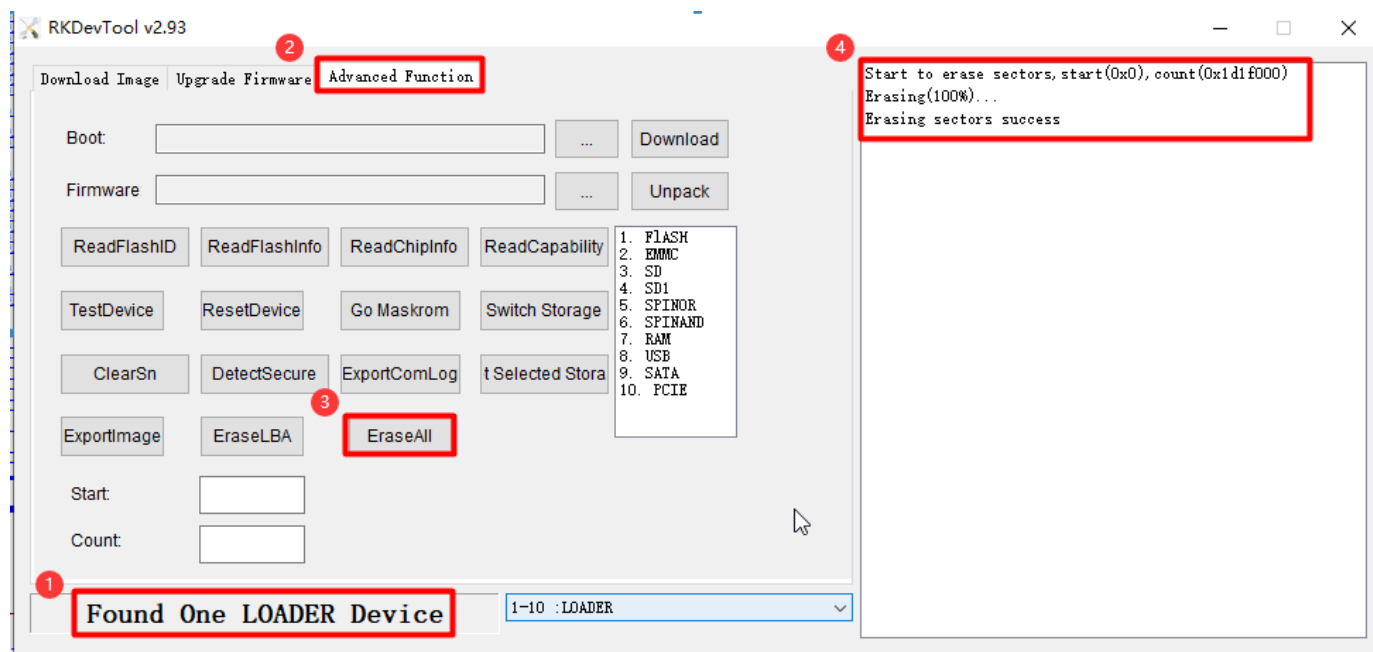 RKDevTool v2.93
2
4
Download Image
Upgrade Firmware
Advanced Function
Boot:
...
Download
Firmware
...
Unpack
ReadFlashID
ReadFlashInfo
ReadChipInfo
ReadCapability
TestDevice
ResetDevice
Go Maskrom
Switch Storage
ClearSn
DetectSecure
ExportComLog
t Selected Stora
3
ExportImage
EraseLBA
EraseAll
1. FlASH
2. EMMC
3. SD
4. SD1
5. SPINOR
6. SPINAND
7. RAM
8. USB
9. SATA
10. PCIE
Start:
Count:
1
Found One LOADER Device
1-10 :LOADER
Start to erase sectors,start(0x0),count(0x1d1f000)
Erasing(100%)...
Erasing sectors success